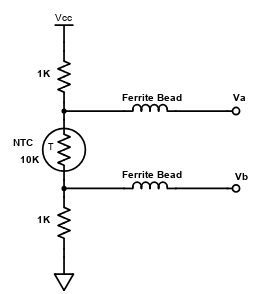 Vcc
1K
Ferrite Bead
Va
NTC
T
10K
Ferrite Bead
Vb
1K